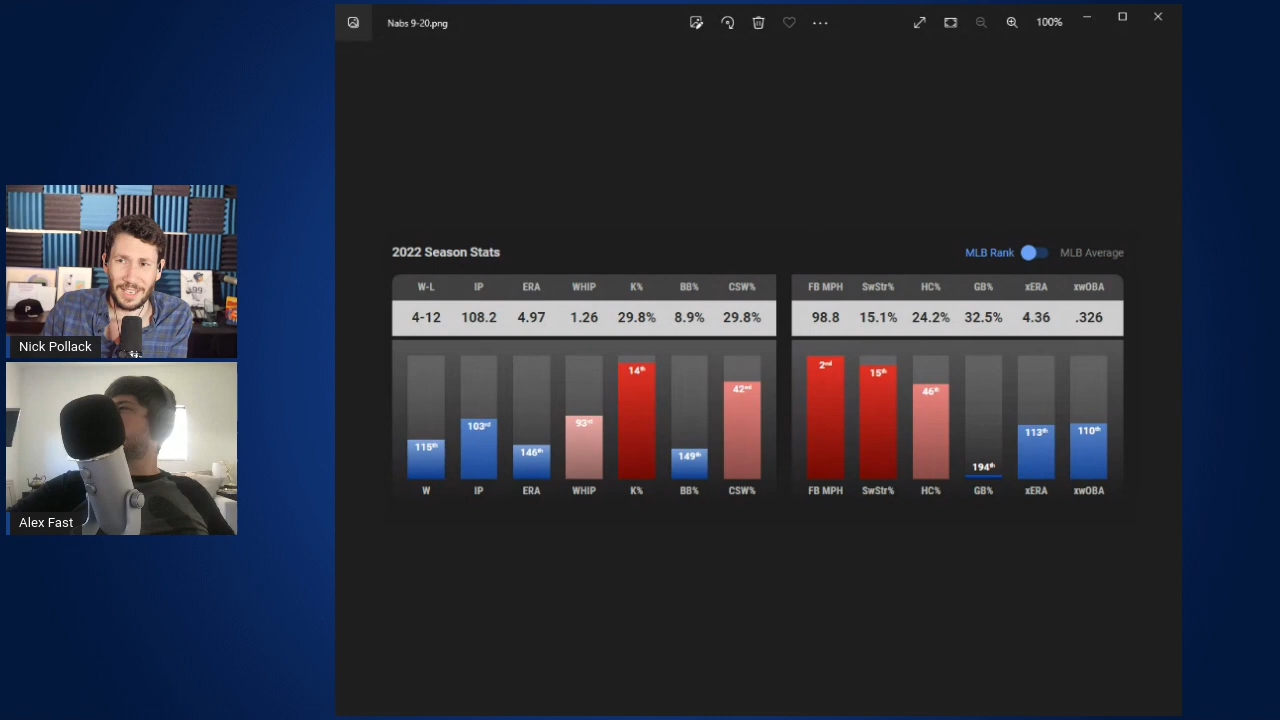 Nabs 9-20.png
100%
2022 Season Stats
MLB Rank MLB Average
W-L IP ERA WHIP K% BB% CSW%
4-12 108.2 4.97 1.26 29.8% 8.9% 29.8%
115th 103rd 146th 93rd 14th 149th 42nd
W IP ERA WHIP K% BB% CSW%
FB MPH SwStr% HC% GB% xERA xwOBA
98.8 15.1% 24.2% 32.5% 4.36 .326
2nd 15th 46th 194th 113th 110th
FB MPH SwStr% HC% GB% xERA xwOBA
99
Nick Pollack
Alex Fast